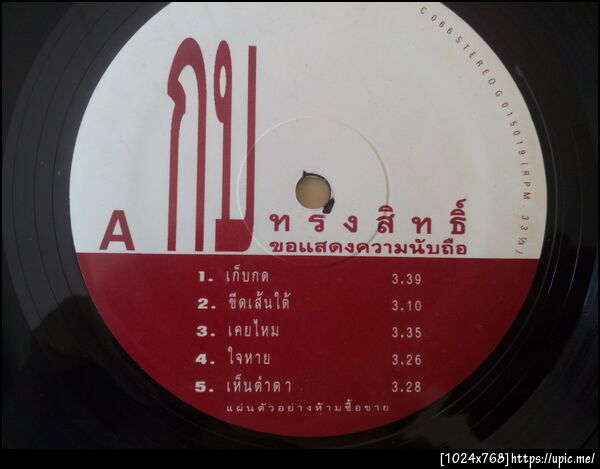 C 066 STEREO G 015019 ( RPM. 33⅓ )
กบ
A
ทรงสิทธิ์
ขอแสดงความนับถือ
1. เก็บกด 3.39
2. ขีดเส้นใต้ 3.10
3. เคยไหม 3.35
4. ใจหาย 3.26
5. เห็นดำดา 3.28
แผ่นตัวอย่างห้ามซื้อขาย
[1024x768]https://upic.me/